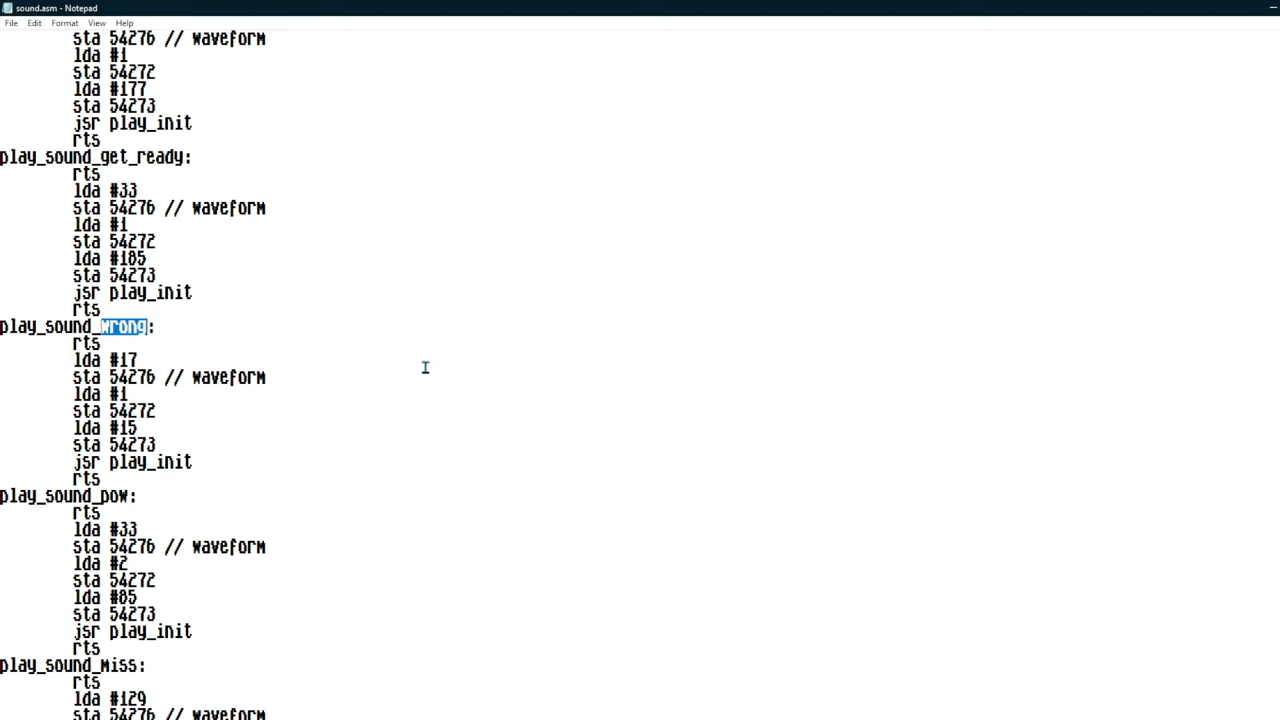 sound.asm - Notepad
File Edit Format View Help
sta 54276 // waveform
lda #1
sta 54272
lda #177
sta 54273
jsr play_init
rts
play_sound_get_ready:
rts
lda #33
sta 54276 // waveform
lda #1
sta 54272
lda #185
sta 54273
jsr play_init
rts
play_sound_wrong:
rts
lda #17
sta 54276 // waveform
lda #1
sta 54272
lda #15
sta 54273
jsr play_init
rts
play_sound_pow:
rts
lda #33
sta 54276 // waveform
lda #2
sta 54272
lda #85
sta 54273
jsr play_init
rts
play_sound_miss:
rts
lda #129
sta 54276 // waveform